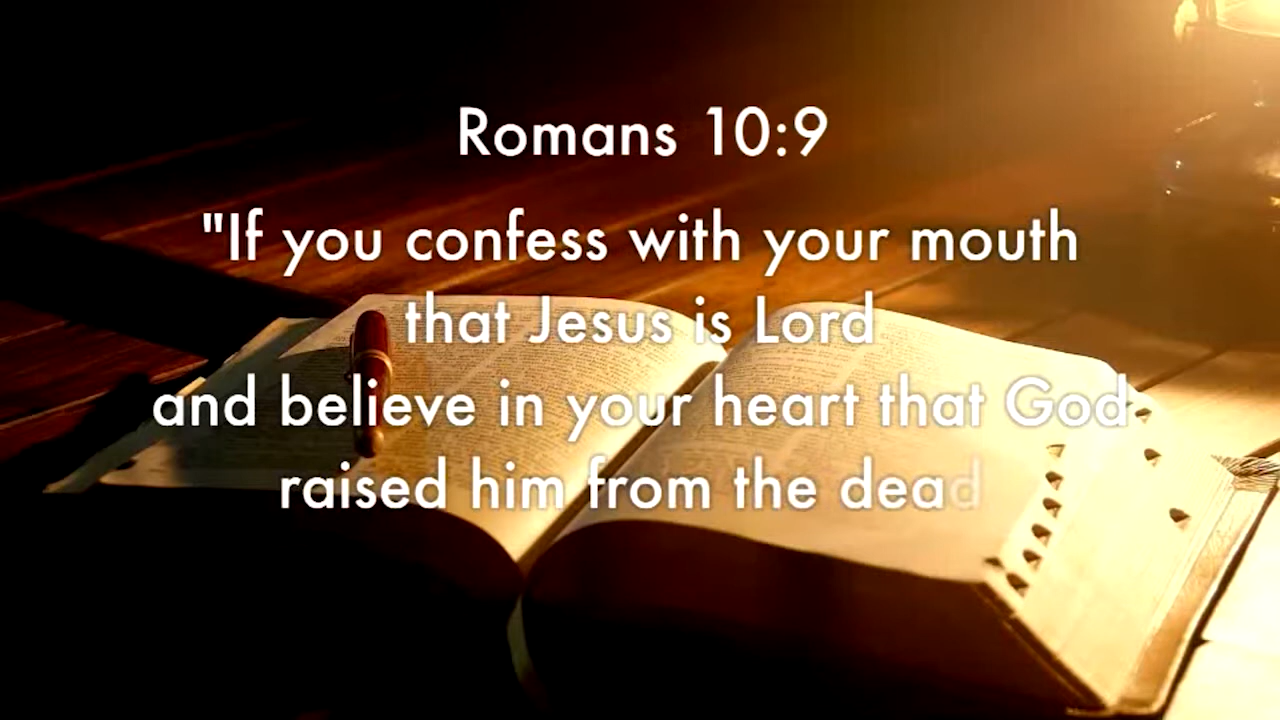 Romans 10:9
"If you confess with your mouth
that Jesus is Lord
and believe in your heart that God
raised him from the dead